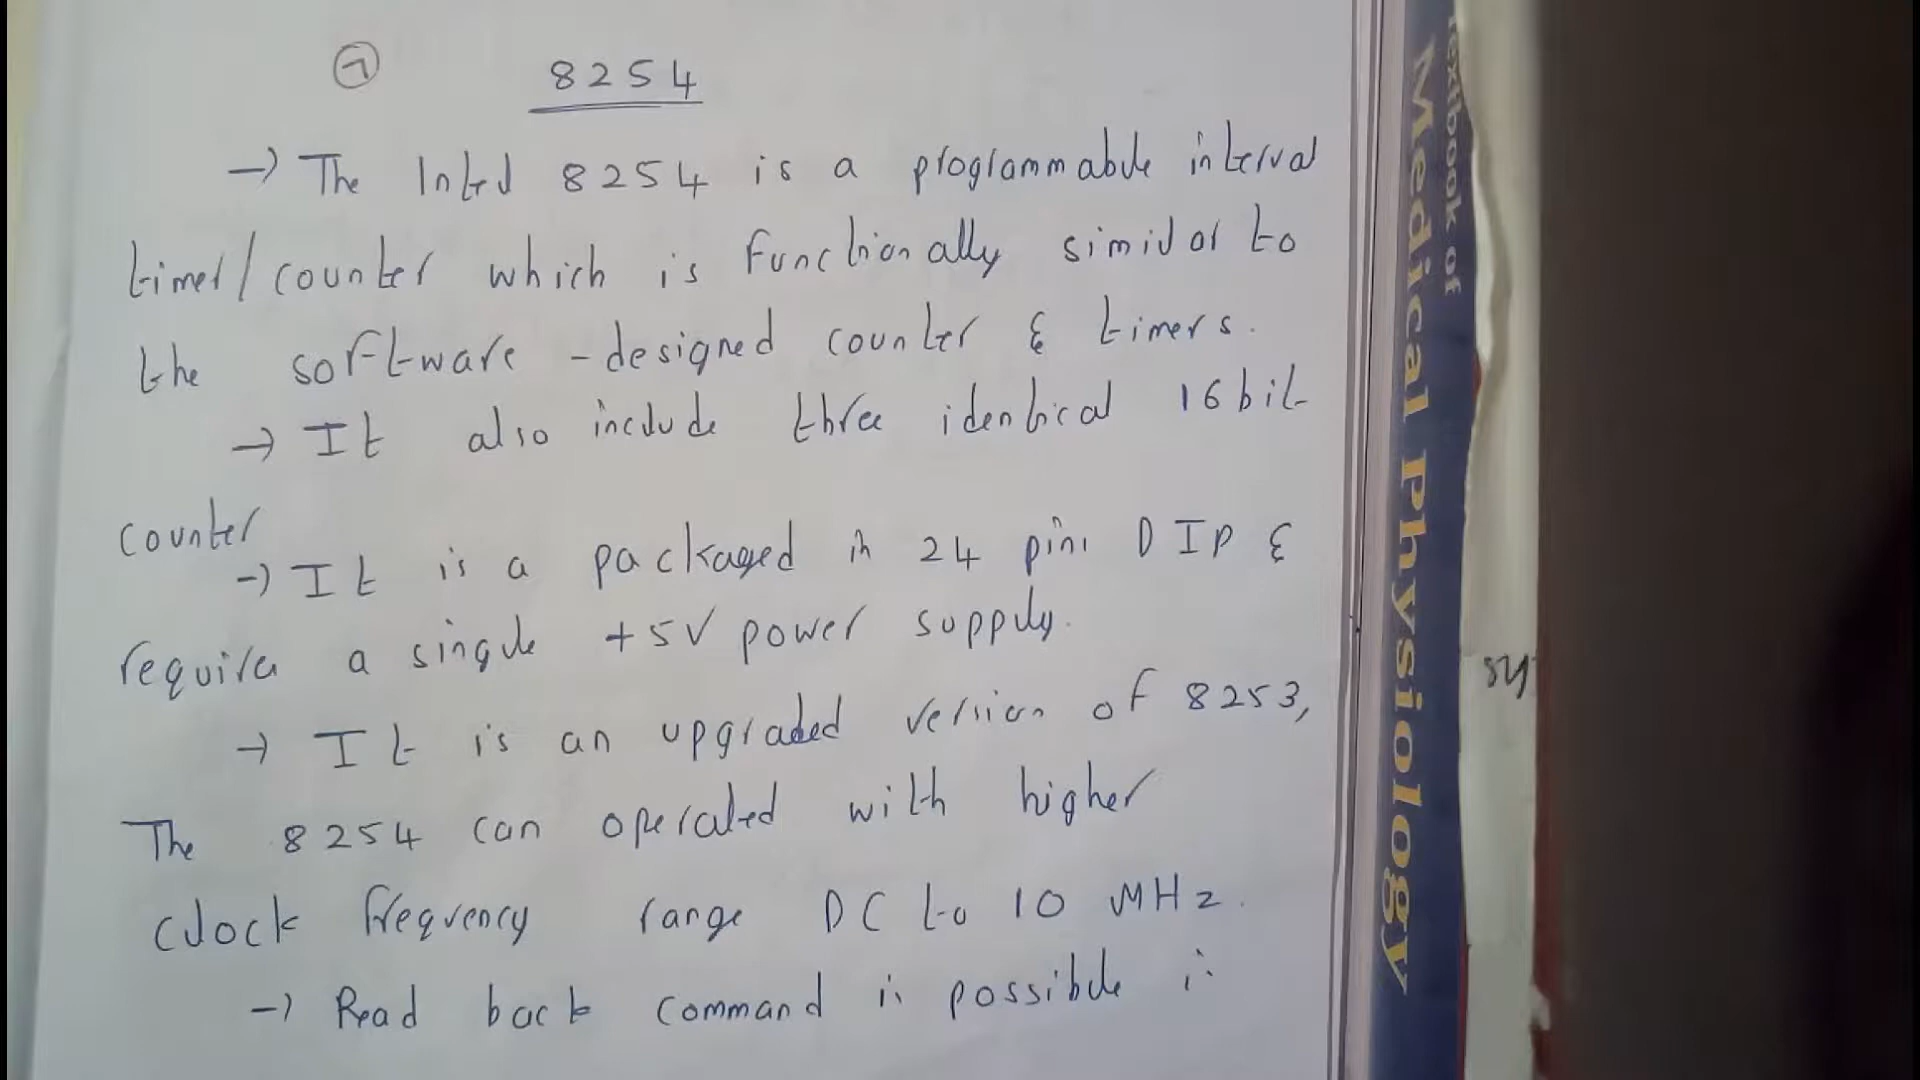 7
8254
→ The Intel 8254 is a programmable interval
timer/counter which is functionally similar to
the software -designed counter & timers.
→ It also include three identical 16 bit
counter
→ It is a packaged in 24 pin DIP &
require a single +5V power supply.
→ It is an upgraded version of 8253,
The 8254 can operated with higher
clock frequency range DC to 10 MHz.
→ Read back command is possible in
Textbook of
Medical Physiology